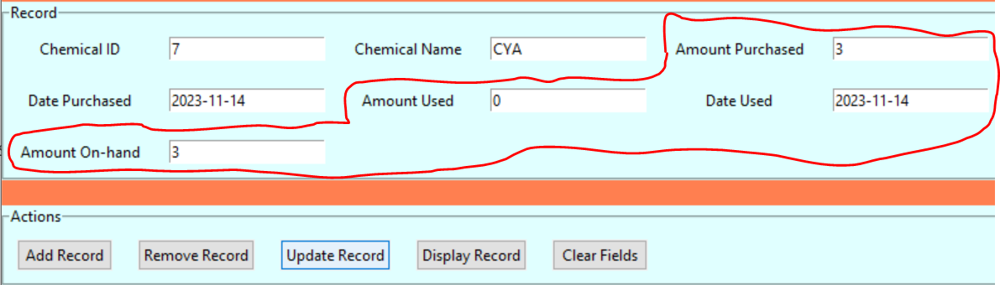 Record
Chemical ID 7 Chemical Name CYA Amount Purchased 3
Date Purchased 2023-11-14 Amount Used 0 Date Used 2023-11-14
Amount On-hand 3
Actions
Add Record Remove Record Update Record Display Record Clear Fields